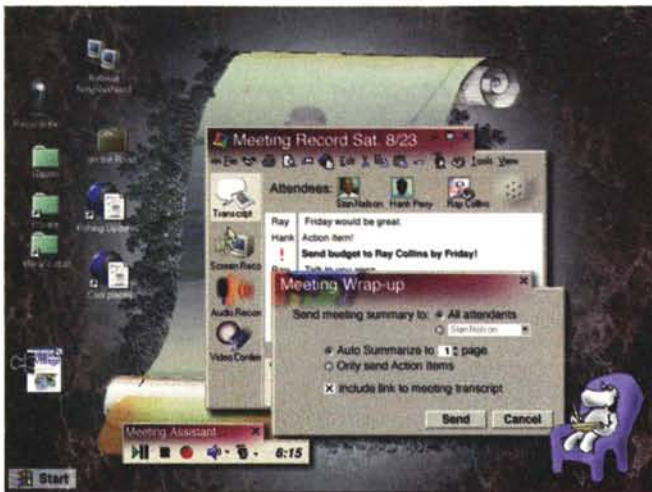 Meeting Record Sat. 8/23
File Edit Tools View
Attendees:
Stan Nelson Hank Perry Ray Collins
Transcript
Ray Friday would be great.
Hank Action item!
! Send budget to Ray Collins by Friday!
Screen Reco
Audio Recor
Video Confer
Meeting Wrap-up
Send meeting summary to: All attendants
Stan Nelson
Auto Summarize to 1 page
Only send Action items
Include link to meeting transcript
Send Cancel
Meeting Assistant
6:15
Start